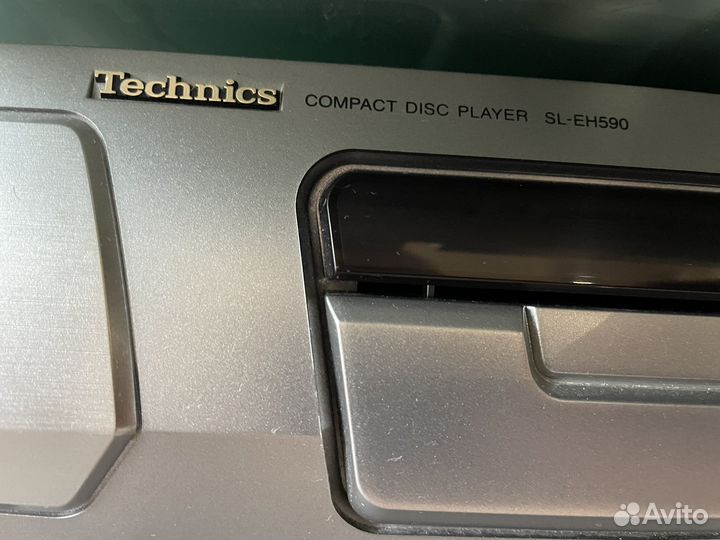 Technics COMPACT DISC PLAYER SL-EH590
Avito